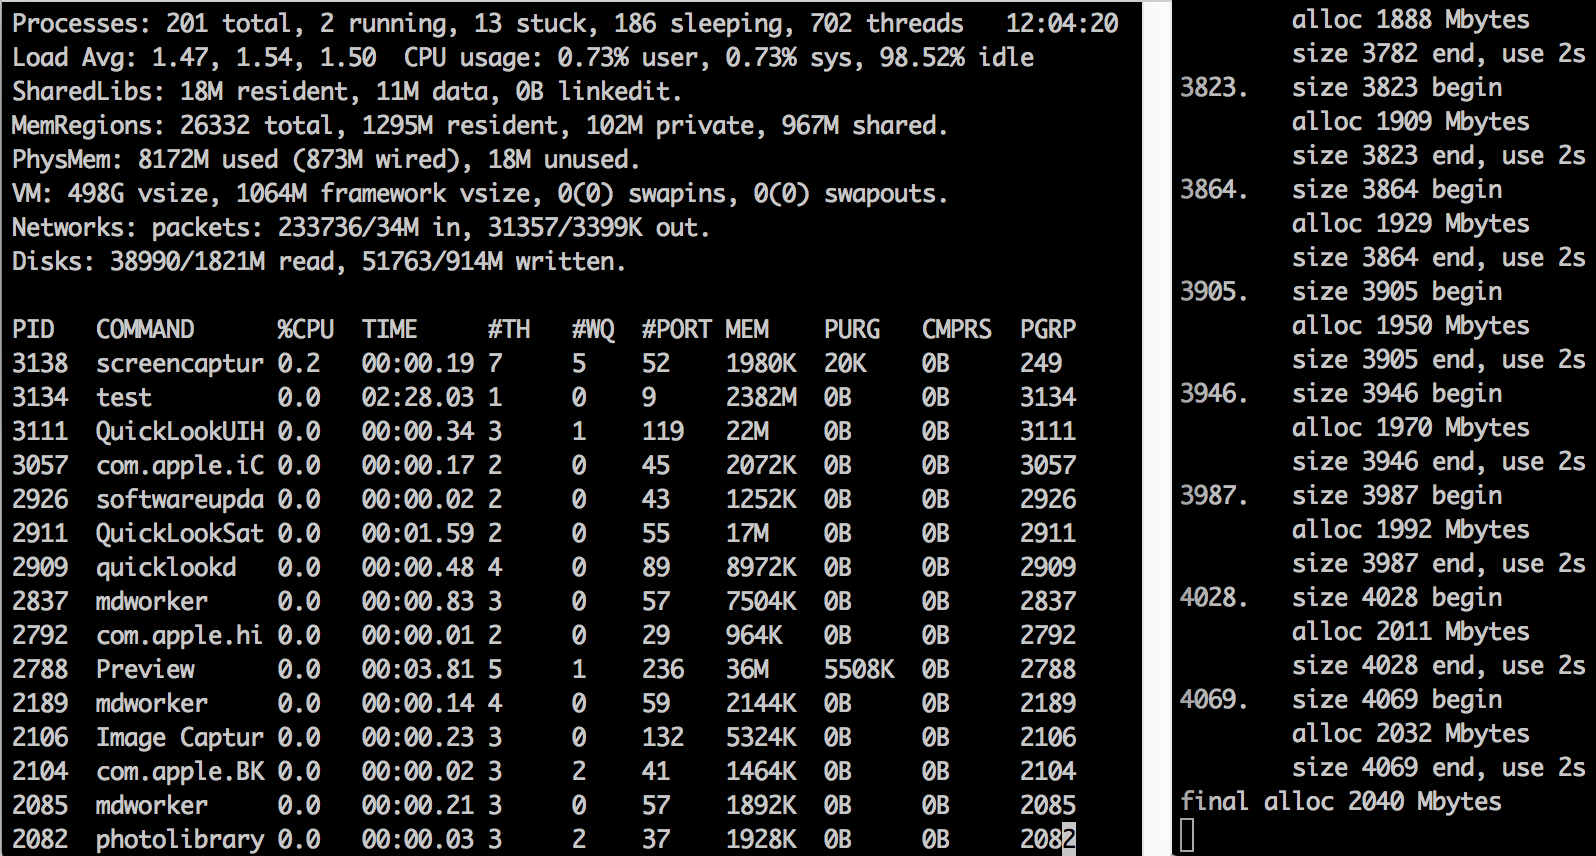 Processes: 201 total, 2 running, 13 stuck, 186 sleeping, 702 threads   12:04:20
Load Avg: 1.47, 1.54, 1.50  CPU usage: 0.73% user, 0.73% sys, 98.52% idle
SharedLibs: 18M resident, 11M data, 0B linkedit.
MemRegions: 26332 total, 1295M resident, 102M private, 967M shared.
PhysMem: 8172M used (873M wired), 18M unused.
VM: 498G vsize, 1064M framework vsize, 0(0) swapins, 0(0) swapouts.
Networks: packets: 233736/34M in, 31357/3399K out.
Disks: 38990/1821M read, 51763/914M written.
PID   COMMAND      %CPU  TIME     #TH   #WQ  #PORT MEM    PURG   CMPRS  PGRP
3138  screencaptur 0.2   00:00.19 7     5    52    1980K  20K    0B     249
3134  test         0.0   02:28.03 1     0    9     2382M  0B     0B     3134
3111  QuickLookUIH 0.0   00:00.34 3     1    119   22M    0B     0B     3111
3057  com.apple.iC 0.0   00:00.17 2     0    45    2072K  0B     0B     3057
2926  softwareupda 0.0   00:00.02 2     0    43    1252K  0B     0B     2926
2911  QuickLookSat 0.0   00:01.59 2     0    55    17M    0B     0B     2911
2909  quicklookd   0.0   00:00.48 4     0    89    8972K  0B     0B     2909
2837  mdworker     0.0   00:00.83 3     0    57    7504K  0B     0B     2837
2792  com.apple.hi 0.0   00:00.01 2     0    29    964K   0B     0B     2792
2788  Preview      0.0   00:03.81 5     1    236   36M    5508K  0B     2788
2189  mdworker     0.0   00:00.14 4     0    59    2144K  0B     0B     2189
2106  Image Captur 0.0   00:00.23 3     0    132   5324K  0B     0B     2106
2104  com.apple.BK 0.0   00:00.02 3     2    41    1464K  0B     0B     2104
2085  mdworker     0.0   00:00.21 3     0    57    1892K  0B     0B     2085
2082  photolibrary 0.0   00:00.03 3     2    37    1928K  0B     0B     2082
alloc 1888 Mbytes
size 3782 end, use 2s
3823.   size 3823 begin
alloc 1909 Mbytes
size 3823 end, use 2s
3864.   size 3864 begin
alloc 1929 Mbytes
size 3864 end, use 2s
3905.   size 3905 begin
alloc 1950 Mbytes
size 3905 end, use 2s
3946.   size 3946 begin
alloc 1970 Mbytes
size 3946 end, use 2s
3987.   size 3987 begin
alloc 1992 Mbytes
size 3987 end, use 2s
4028.   size 4028 begin
alloc 2011 Mbytes
size 4028 end, use 2s
4069.   size 4069 begin
alloc 2032 Mbytes
size 4069 end, use 2s
final alloc 2040 Mbytes